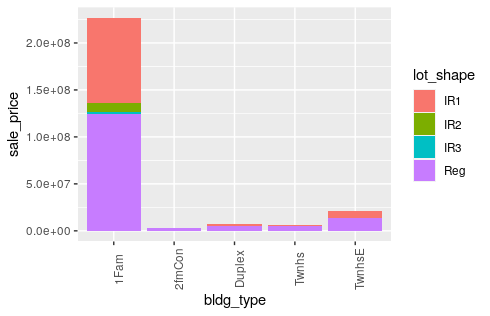 sale_price
2.0e+08
1.5e+08
1.0e+08
5.0e+07
0.0e+00
1Fam
2fmCon
Duplex
Twnhs
TwnhsE
bldg_type
lot_shape
IR1
IR2
IR3
Reg